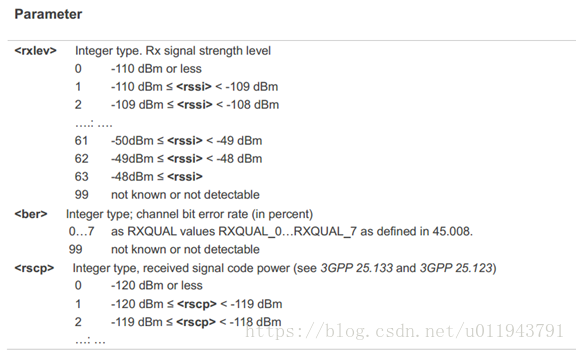 Parameter
<rxlev> Integer type. Rx signal strength level
0 -110 dBm or less
1 -110 dBm ≤ <rssi> < -109 dBm
2 -109 dBm ≤ <rssi> < -108 dBm
….: ….
61 -50dBm ≤ <rssi> < -49 dBm
62 -49dBm ≤ <rssi> < -48 dBm
63 -48dBm ≤ <rssi>
99 not known or not detectable
<ber> Integer type; channel bit error rate (in percent)
0…7 as RXQUAL values RXQUAL_0…RXQUAL_7 as defined in 45.008.
99 not known or not detectable
<rscp> Integer type, received signal code power (see 3GPP 25.133 and 3GPP 25.123)
0 -120 dBm or less
1 -120 dBm ≤ <rscp> < -119 dBm
2 -119 dBm ≤ <rscp> < -118 dBm
….: …
https://blog.csdn.net/u011943791